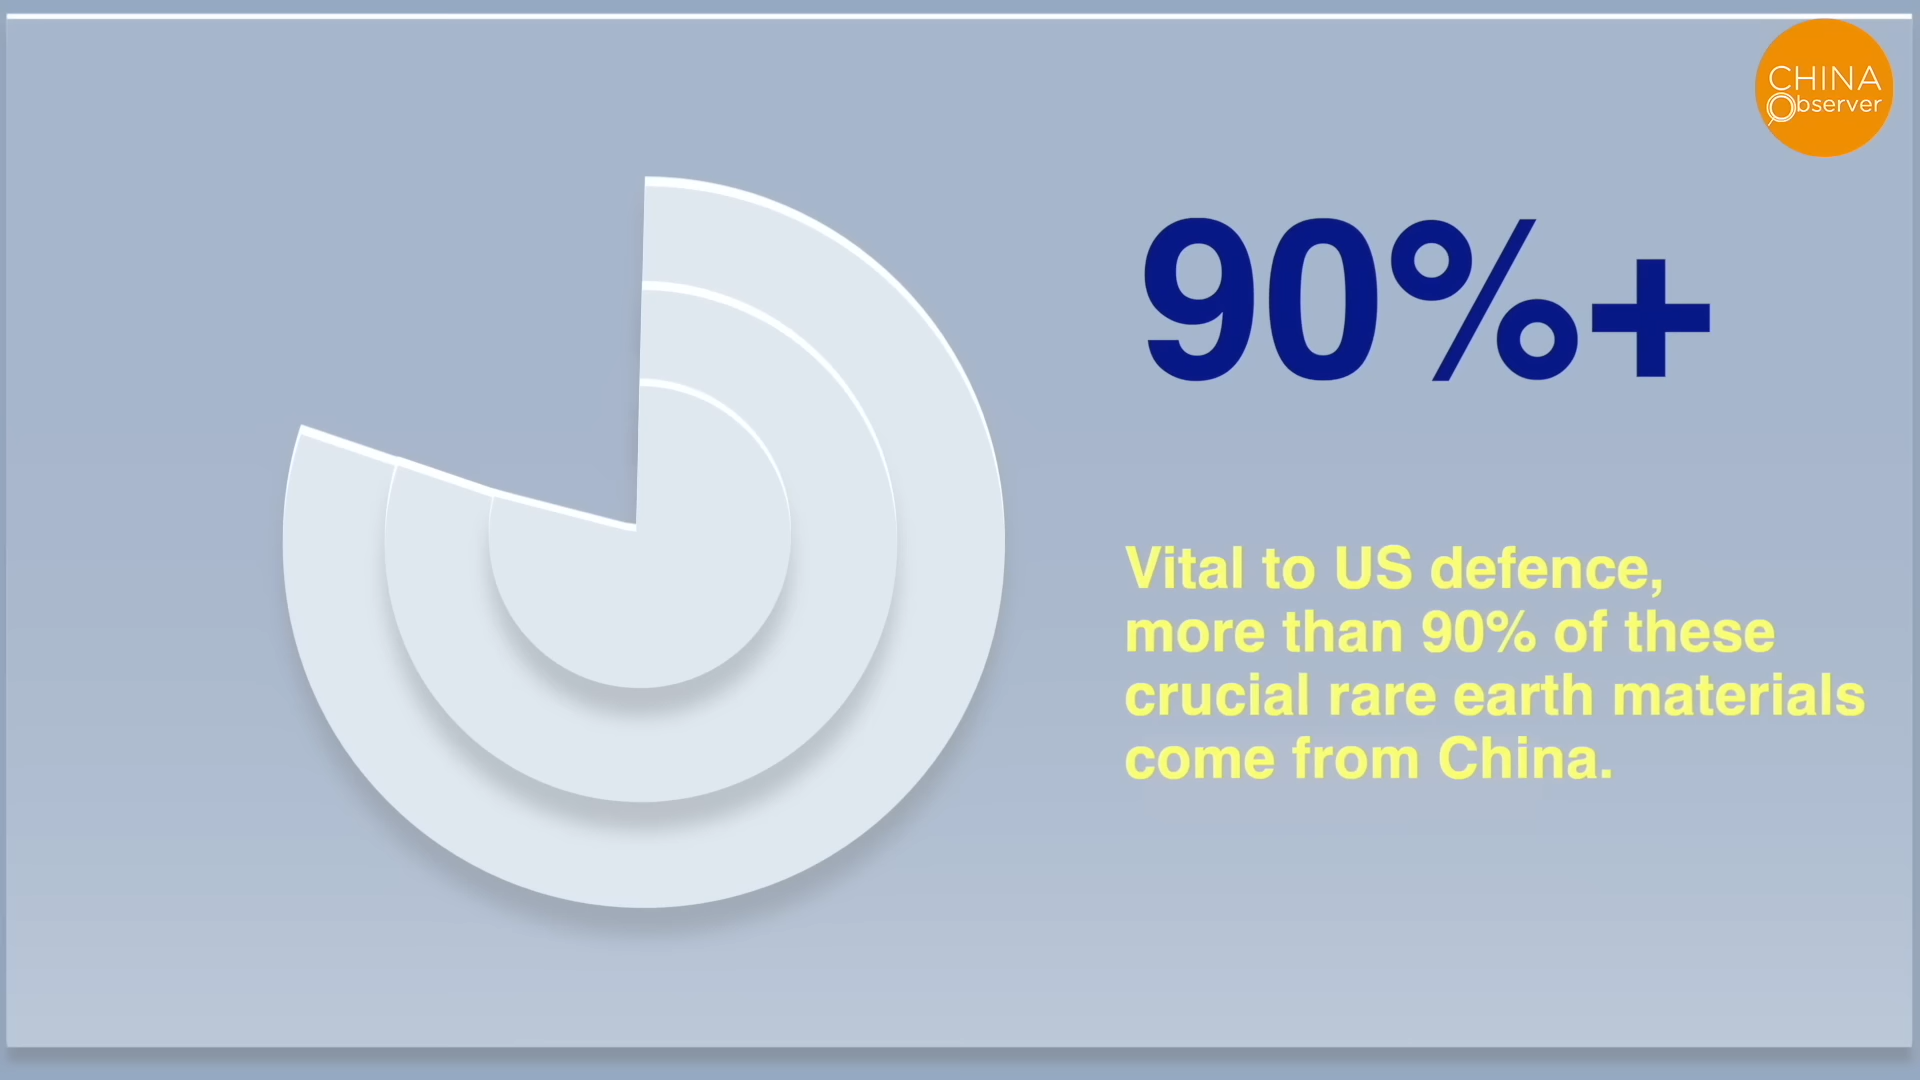 CHINA
Observer
90%+
Vital to US defence,
more than 90% of these
crucial rare earth materials
come from China.